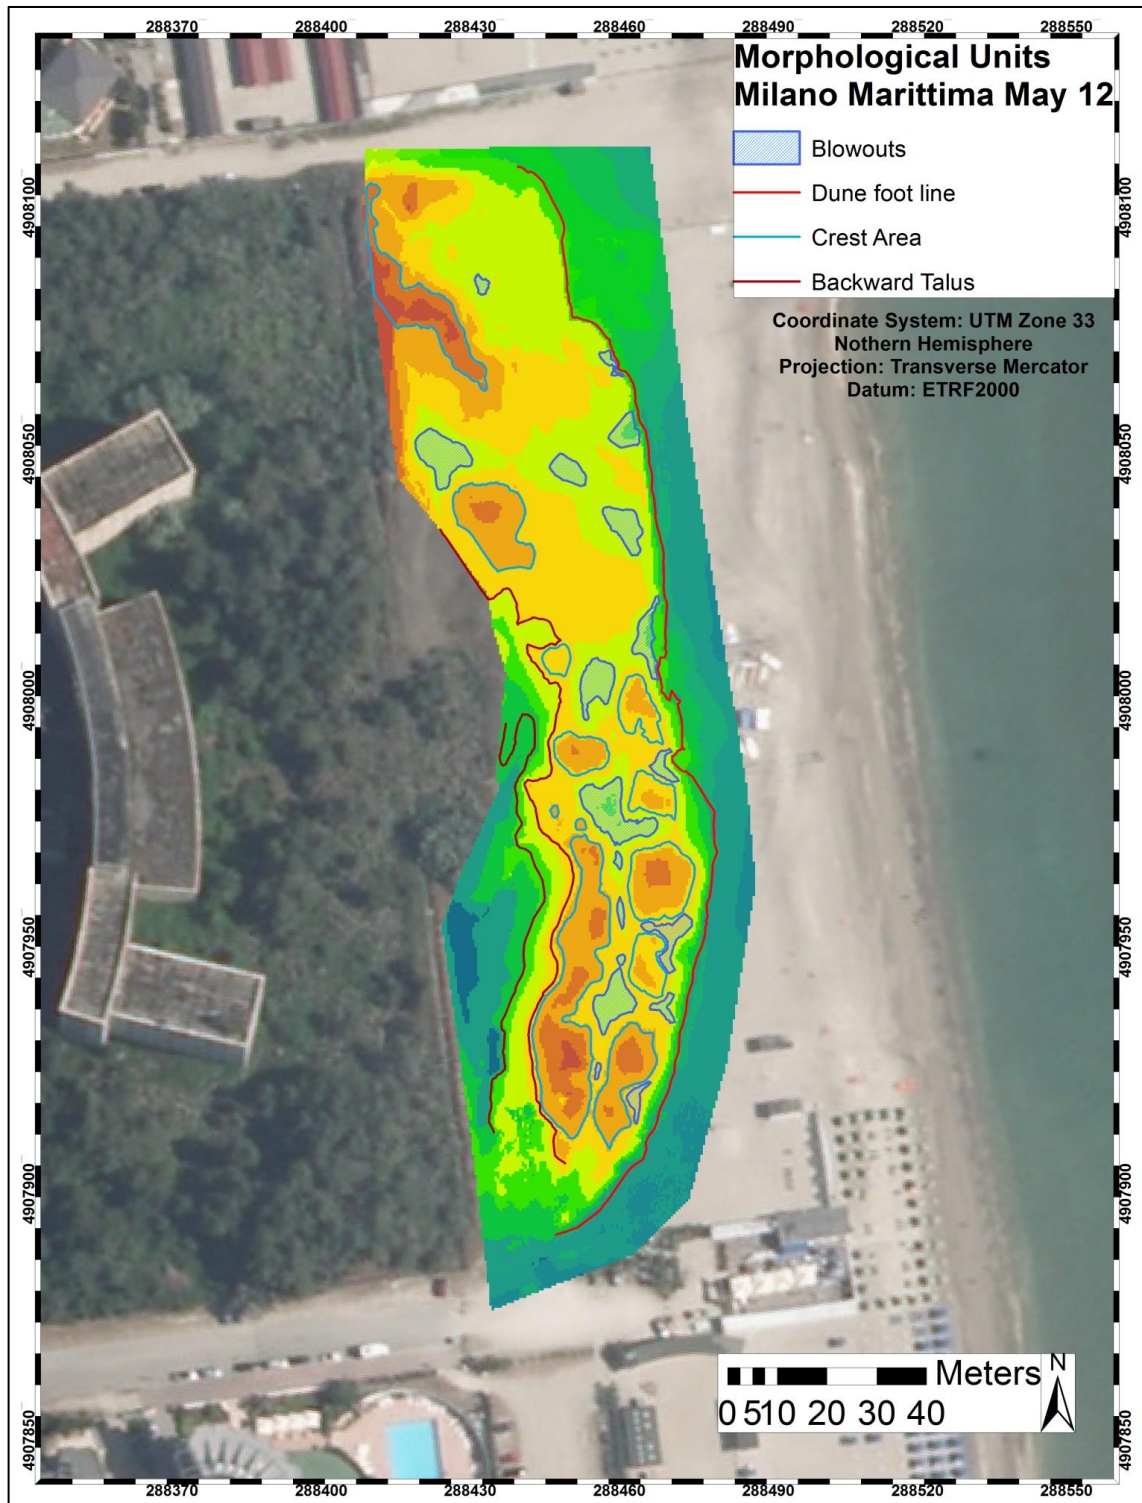 288370 288400 288430 288460 288490 288520 288550
Morphological Units
Milano Marittima May 12
Blowouts
Dune foot line
Crest Area
Backward Talus
Coordinate System: UTM Zone 33
Nothern Hemisphere
Projection: Transverse Mercator
Datum: ETRF2000
4908100 4908100
4908050 4908050
4908000 4908000
4907950 4907950
4907900 4907900
4907850 4907850
N
Meters
0 510 20 30 40
288370 288400 288430 288460 288490 288520 288550